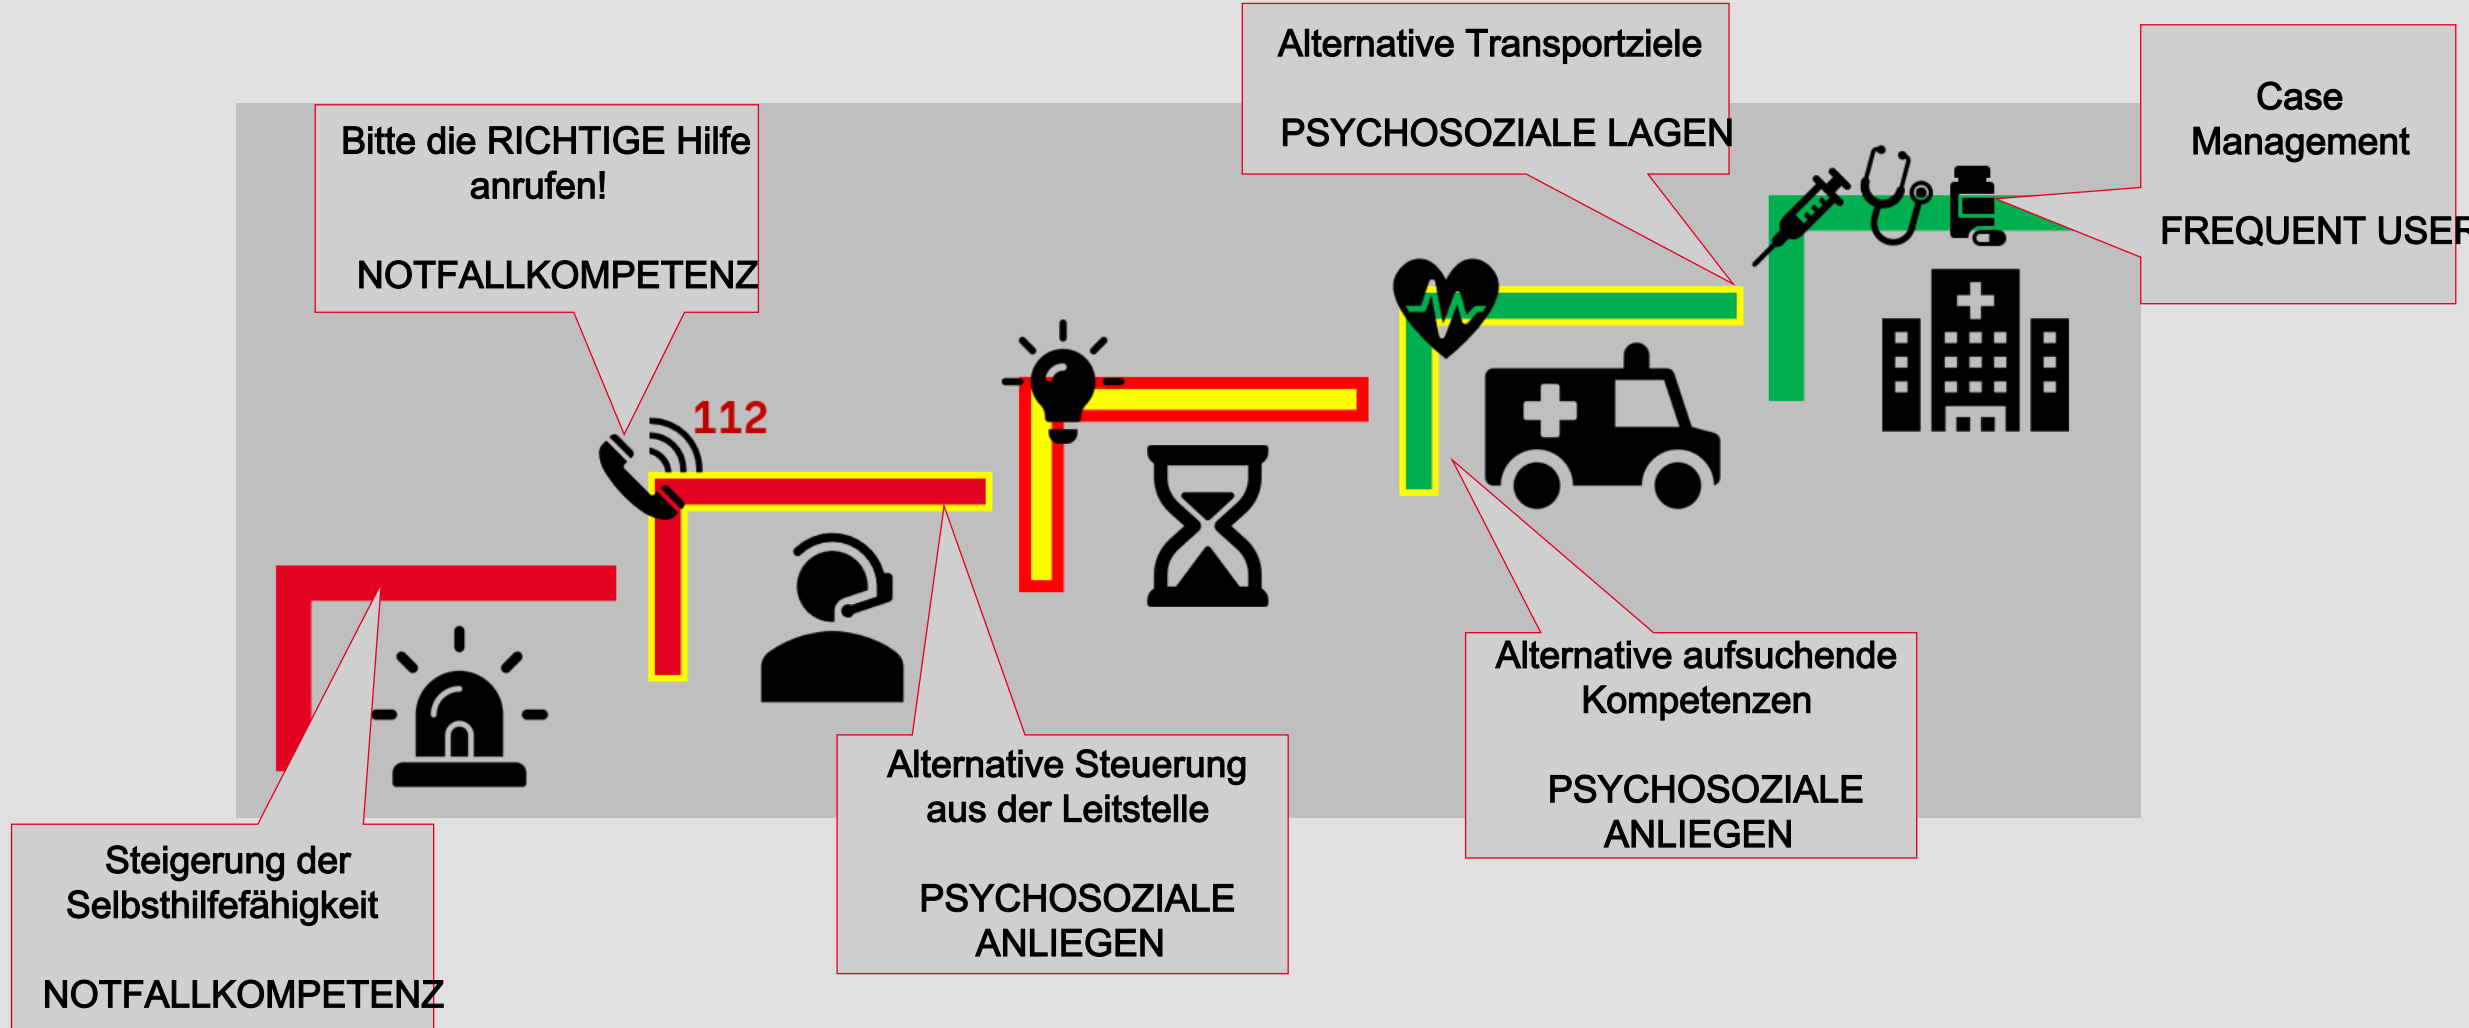 Alternative Transportziele
PSYCHOSOZIALE LAGEN
Case
Management
FREQUENT USER
Bitte die RICHTIGE Hilfe
anrufen!
NOTFALLKOMPETENZ
112
Alternative aufsuchende
Kompetenzen
PSYCHOSOZIALE
ANLIEGEN
Alternative Steuerung
aus der Leitstelle
PSYCHOSOZIALE
ANLIEGEN
Steigerung der
Selbsthilfefähigkeit
NOTFALLKOMPETENZ